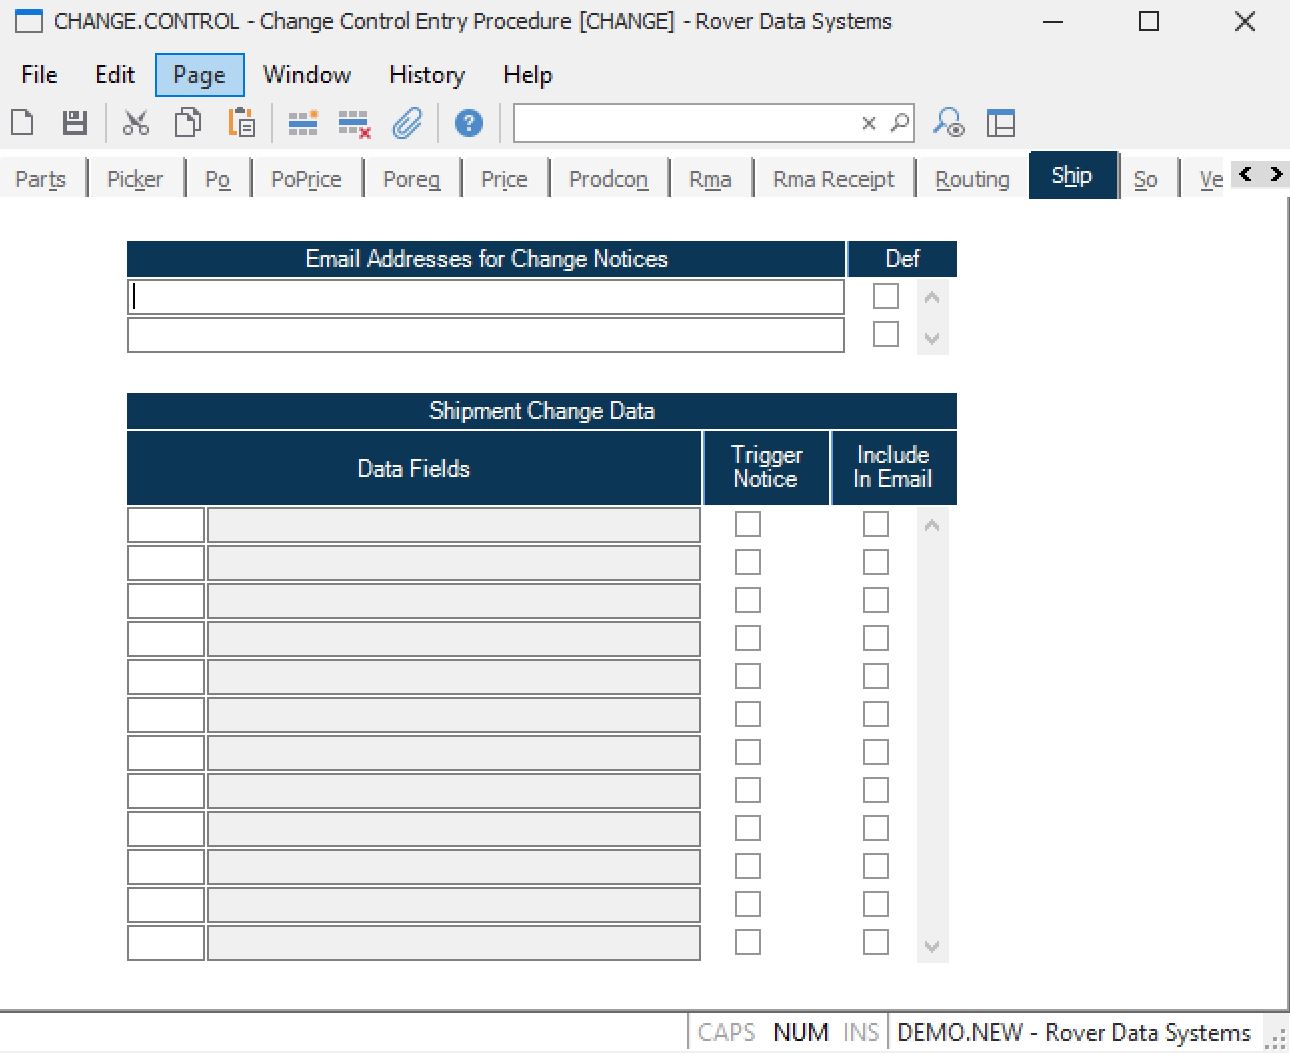 CHANGE.CONTROL - Change Control Entry Procedure [CHANGE] - Rover Data Systems
File Edit Page Window History Help
Parts Picker Po PoPrice Poreg Price Prodcon Rma Rma Receipt Routing Ship So Ve
Email Addresses for Change Notices Def
Shipment Change Data
Data Fields
Trigger
Notice
Include
In Email
CAPS NUM INS DEMO.NEW - Rover Data Systems